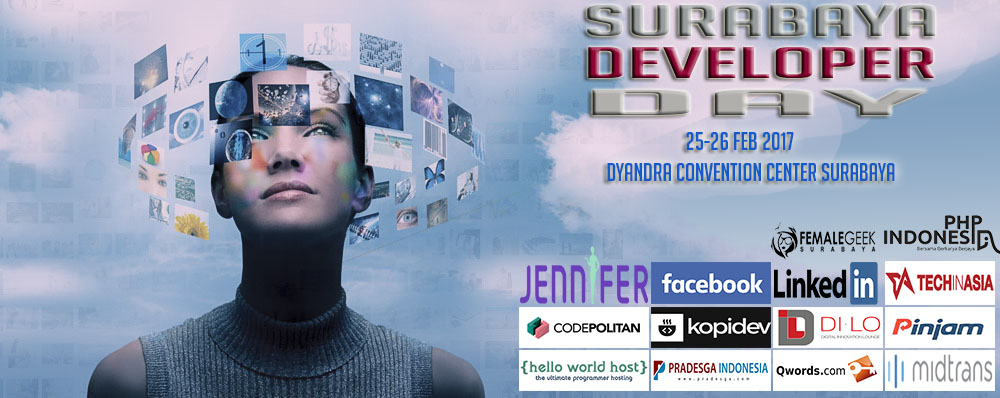 SURABAYA
DEVELOPER
DAY
25-26 FEB 2017
DYANDRA CONVENTION CENTER SURABAYA
FEMALEGEEK
SURABAYA
PHP
INDONESIA
Bersama Berkarya Berjaya
JENNIFER
facebook
Linked in
TECHINASIA
CODEPOLITAN
kopidev
DI·LO
DIGITAL INNOVATION LOUNGE
Pinjam
{hello world host}
the ultimate programmer hosting
PRADESGA INDONESIA
www.pradesga.com
Qwords.com
midtrans